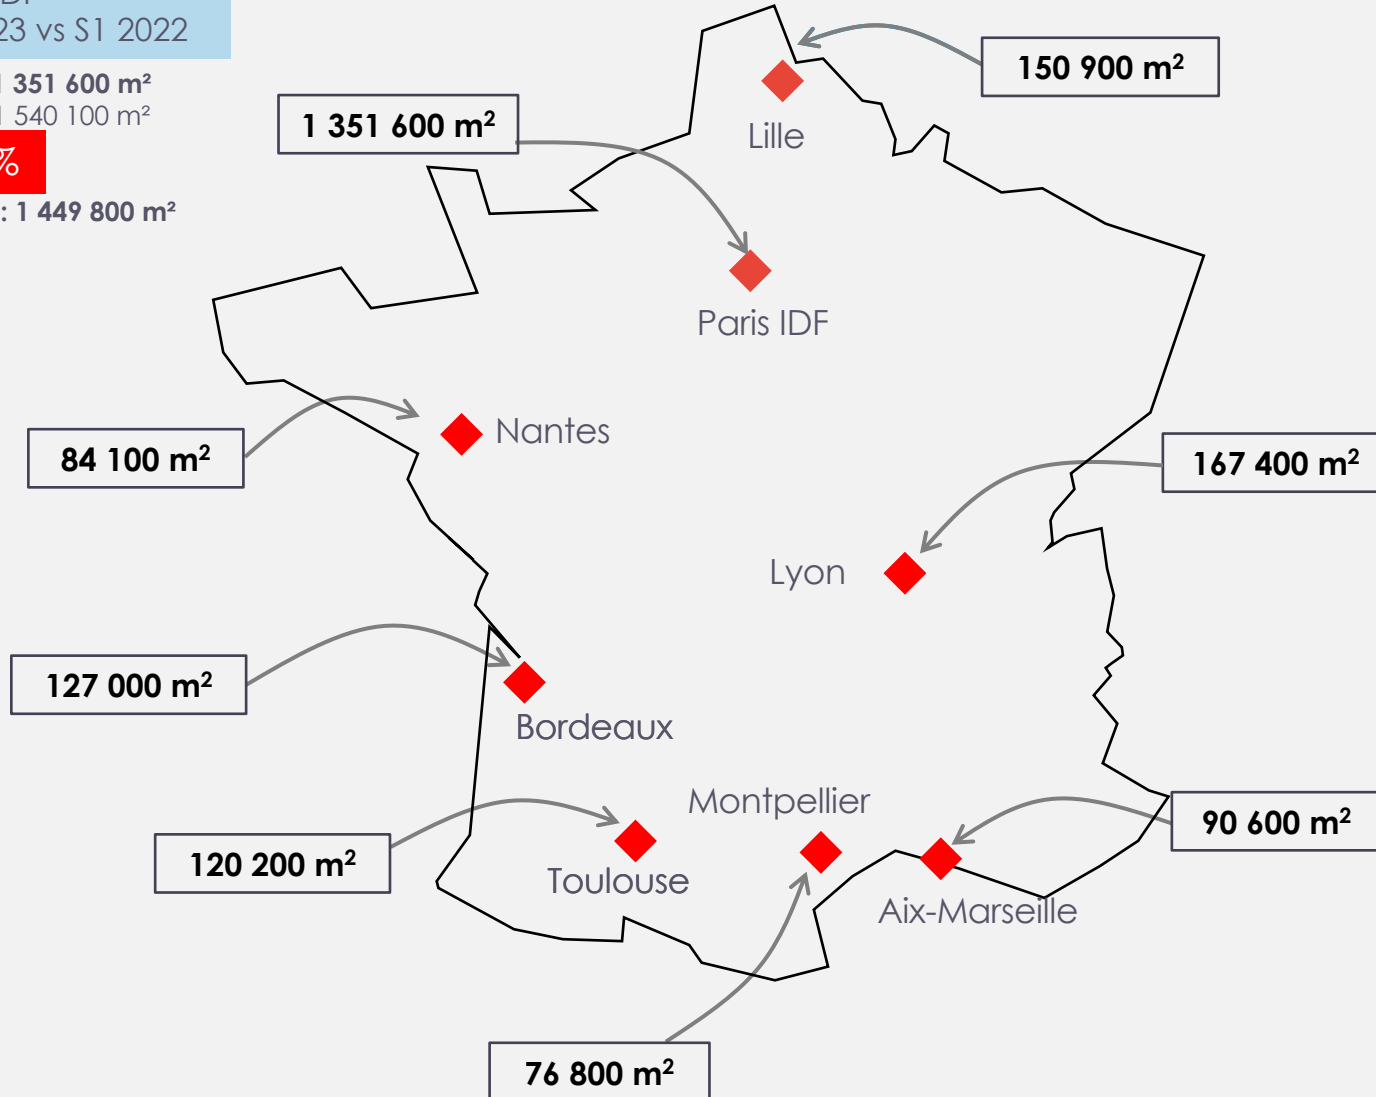 23 vs S1 2022
1 351 600 m²
1 540 100 m²
%
: 1 449 800 m²
150 900 m²
1 351 600 m²
Lille
Paris IDF
84 100 m²
Nantes
167 400 m²
Lyon
127 000 m²
Bordeaux
Montpellier
90 600 m²
120 200 m²
Toulouse
Aix-Marseille
76 800 m²